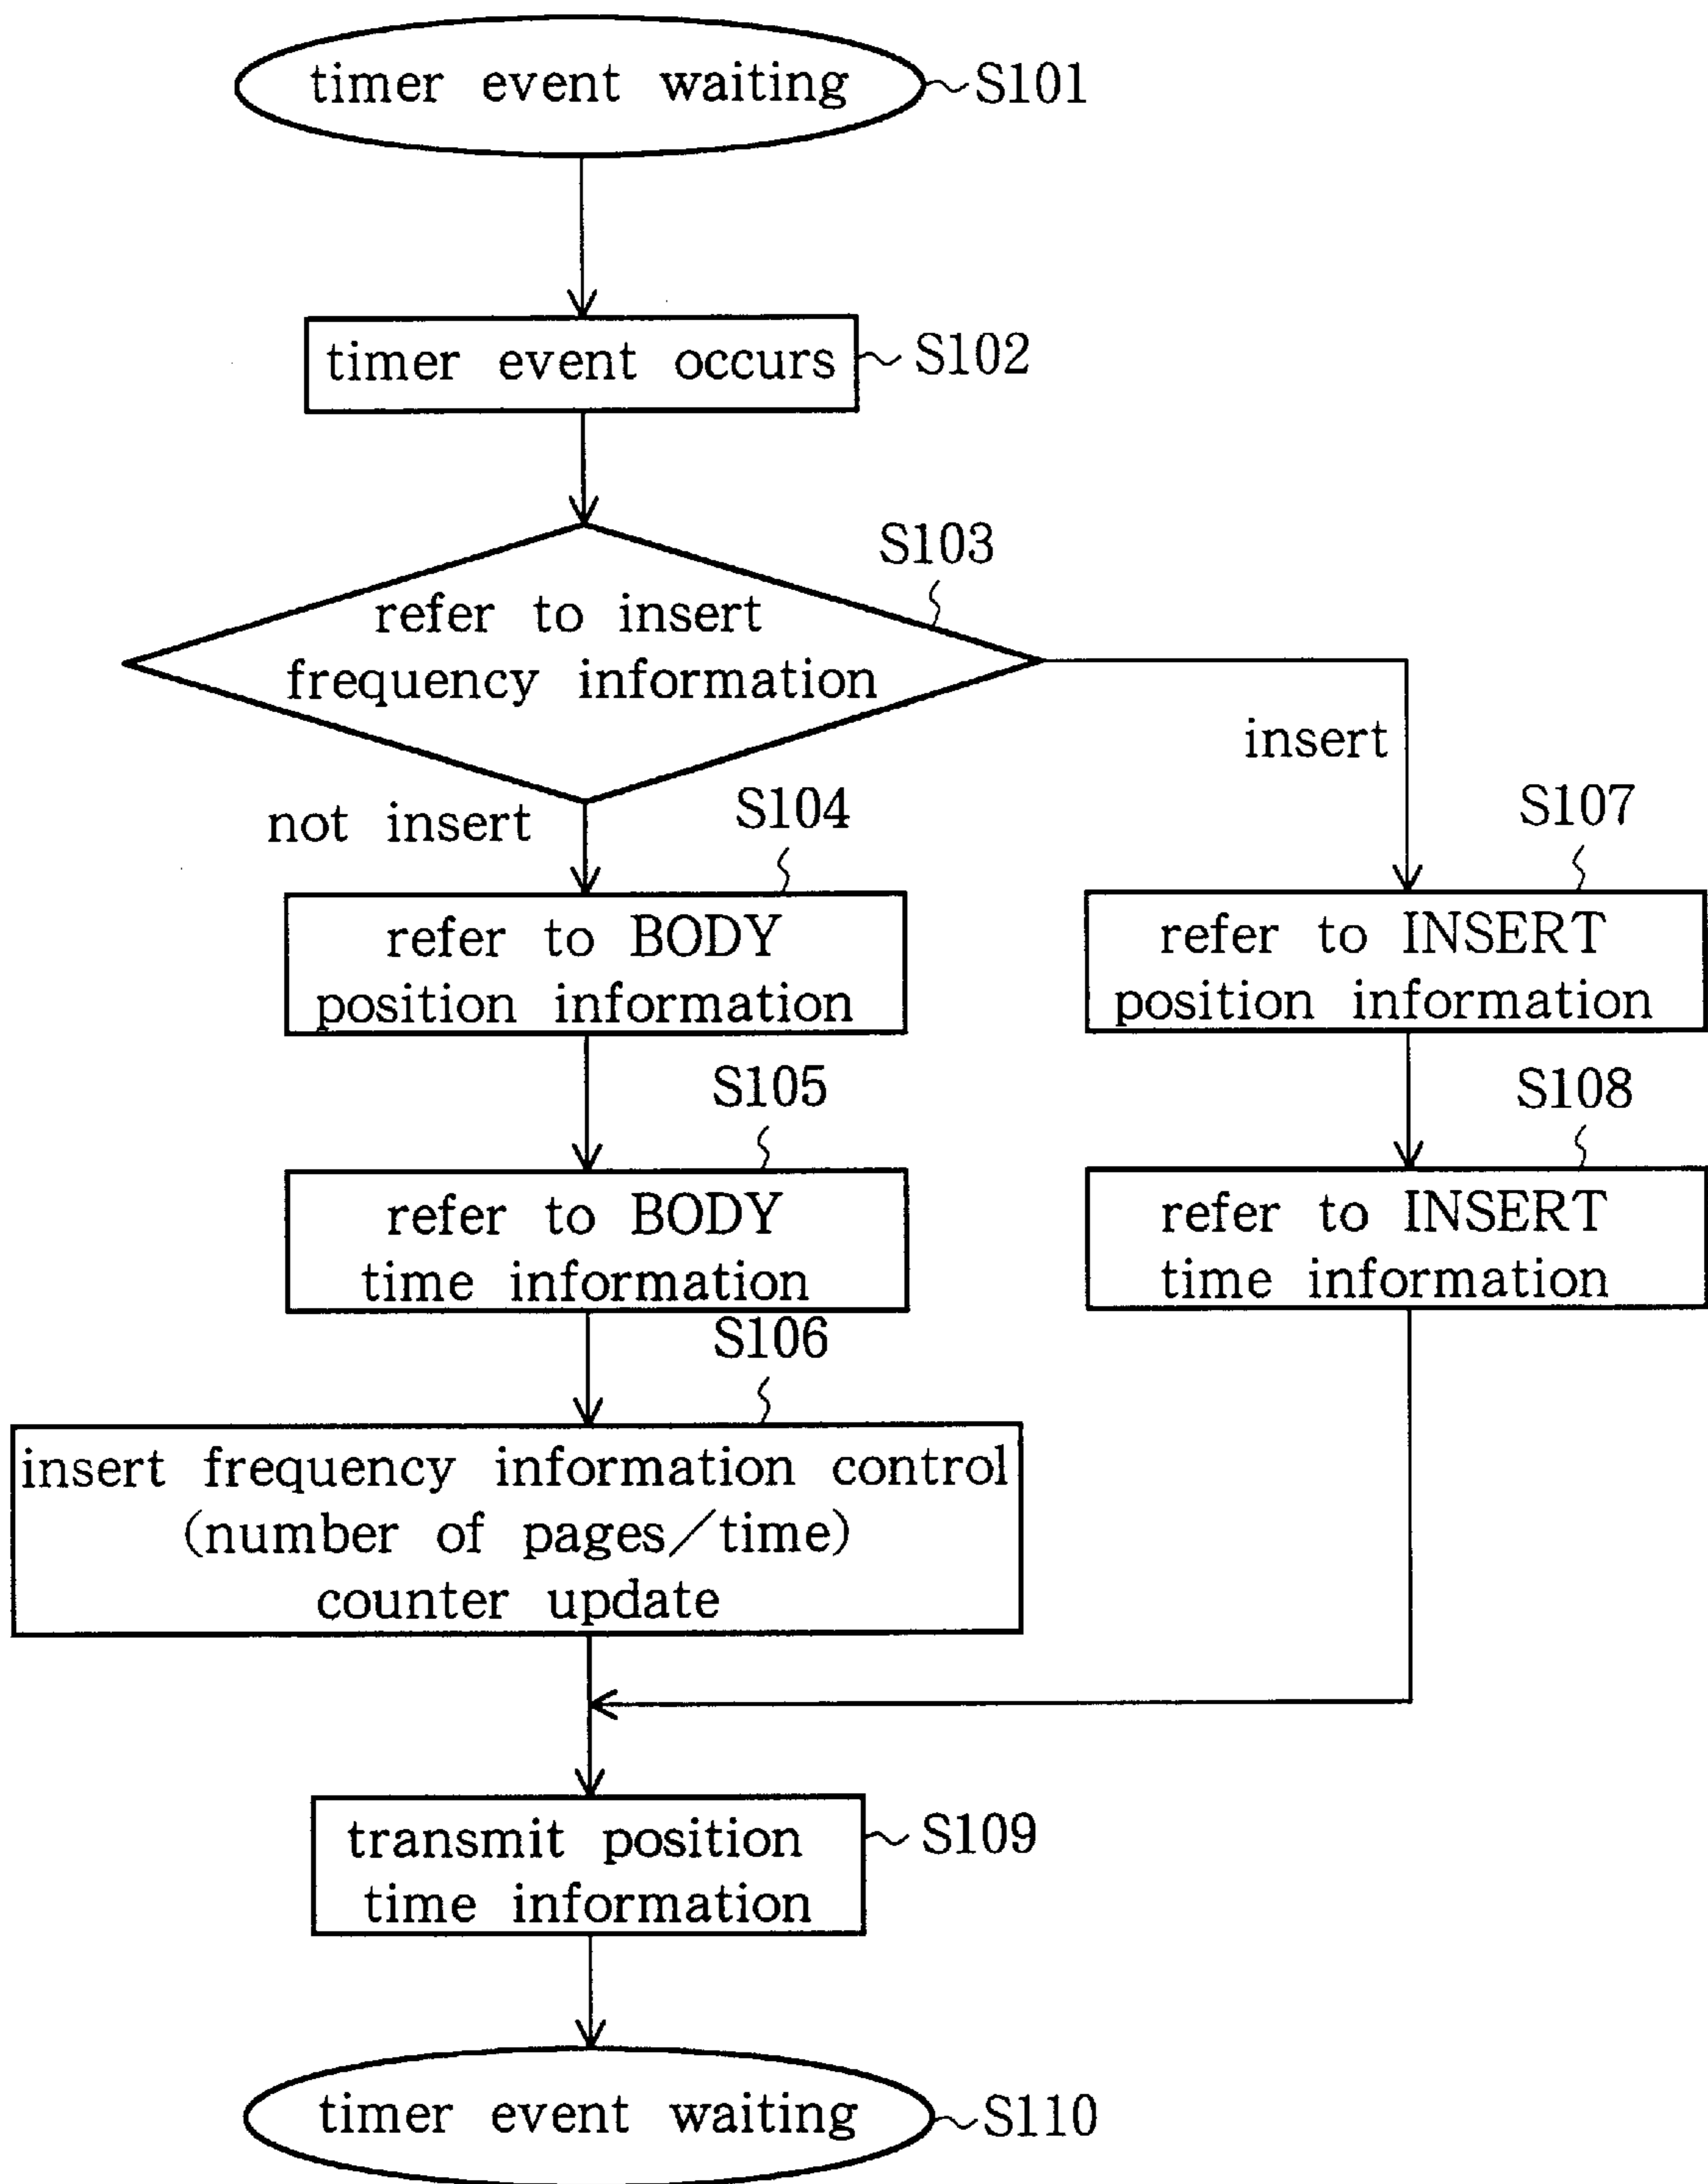 timer event waiting
S101
timer event occurs
S102
S103
refer to insert
frequency information
insert
not insert
S104
S107
refer to BODY
position information
refer to INSERT
position information
S105
S108
refer to BODY
time information
refer to INSERT
time information
S106
insert frequency information control
(number of pages/time)
counter update
transmit position
time information
S109
timer event waiting
S110